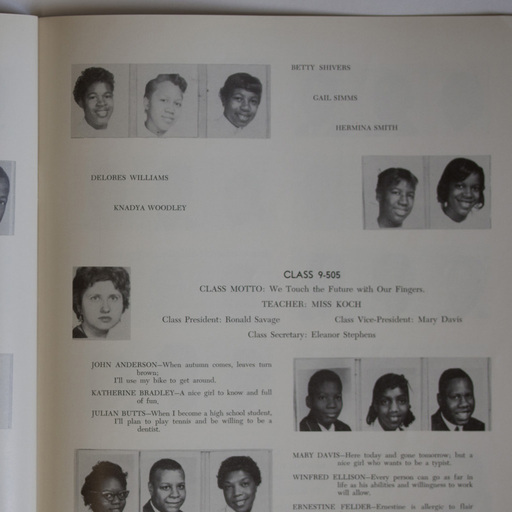 BETTY SHIVERS
GAIL SIMMS
HERMINA SMITH
DELORES WILLIAMS
KNADYA WOODLEY
CLASS 9-505
CLASS MOTTO: We Touch the Future with Our Fingers.
TEACHER: MISS KOCH
Class President: Ronald Savage Class Vice-President: Mary Davis
Class Secretary: Eleanor Stephens
JOHN ANDERSON—When autumn comes, leaves turn
brown;
I'll use my hike to get around.
KATHERINE BRADLEY—A nice girl to know and full
of fun.
JULIAN BUTTS—When I become a high school student,
I'll plan to play tennis and be willing to be a
dentist.
MARY DAVIS—Here today and gone tomorrow; but a
nice girl who wants to be a typist.
WINFRED ELLISON—Every person can go as far in
life as his abilities and willingness to work
will allow.
ERNESTINE FELDER—Ernestine is allergic to flair